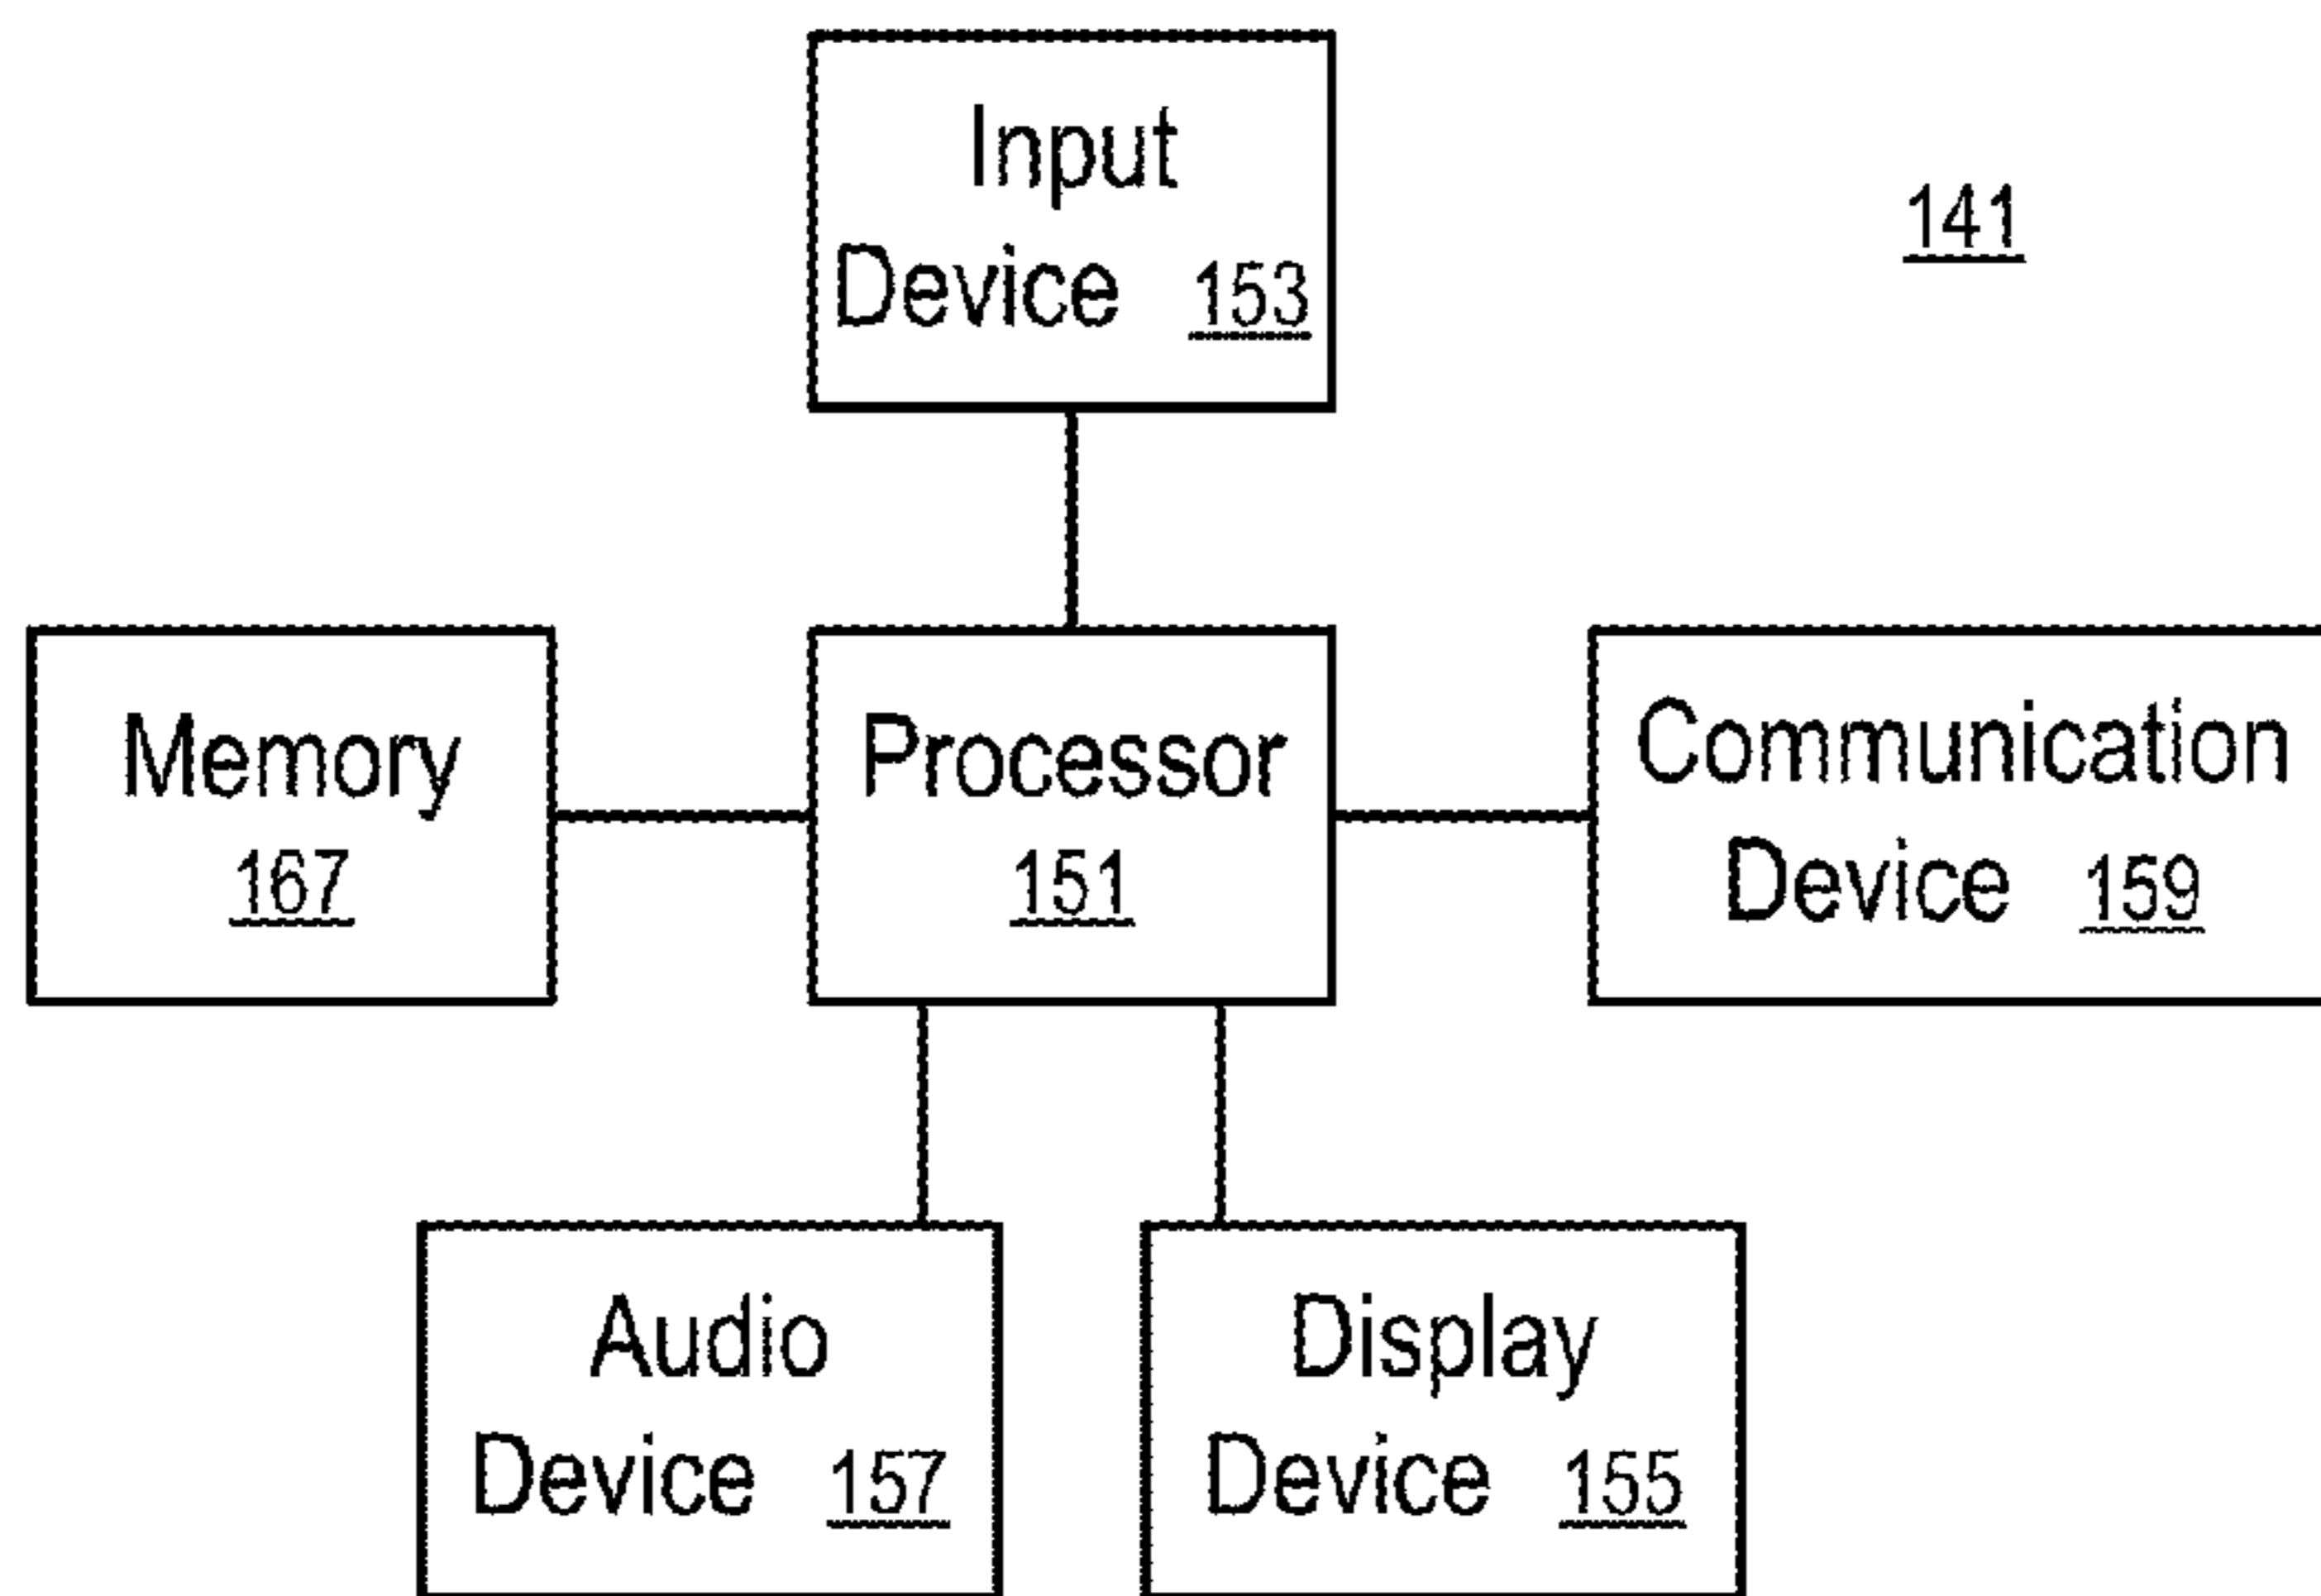 Input
Device 153
141
Memory
167
Processor
151
Communication
Device 159
Audio
Device 157
Display
Device 155